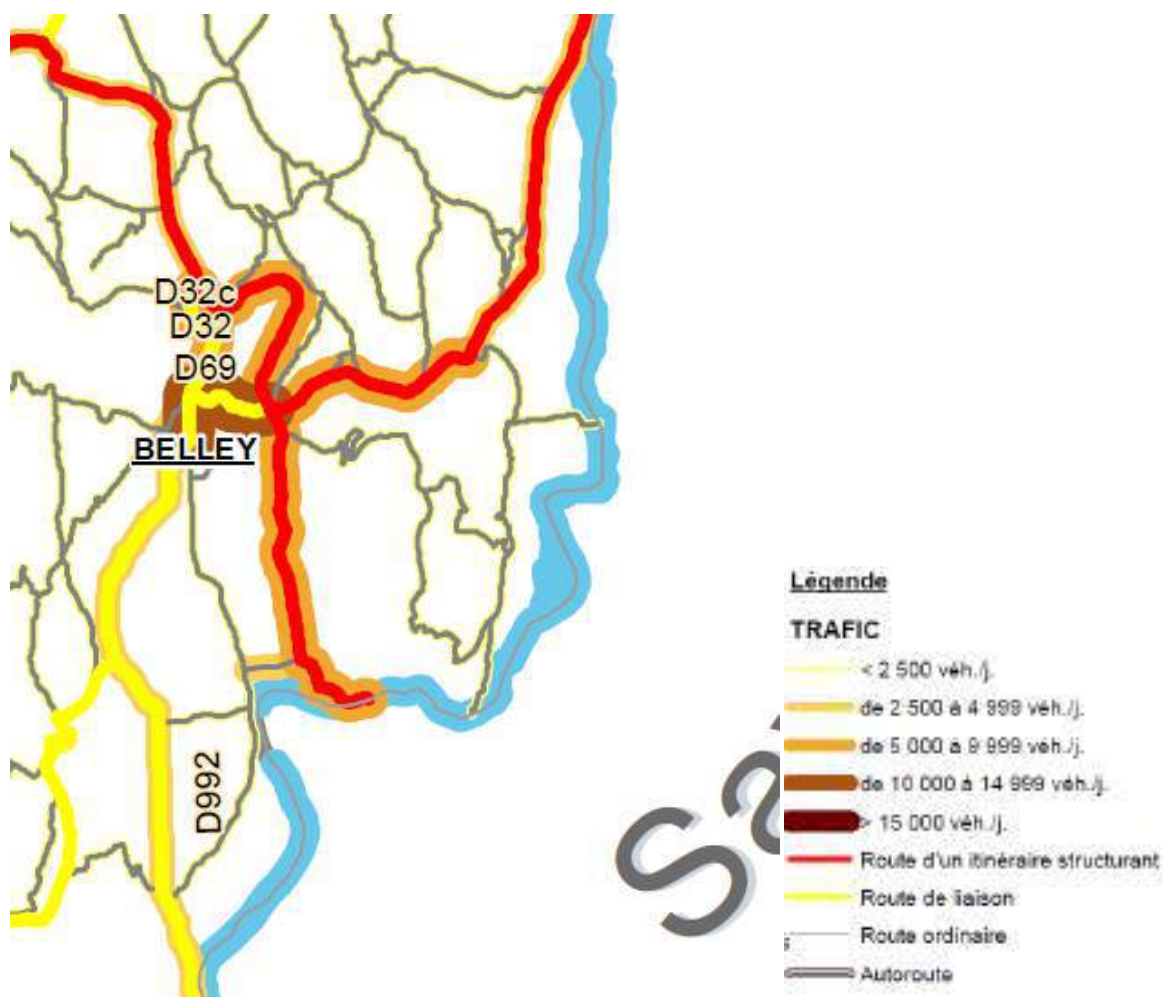 D32c
D32
D69
BELLEY
D992
Sa
Légende
TRAFIC
< 2 500 véh./j.
de 2 500 à 4 999 véh./j.
de 5 000 à 9 999 véh./j.
de 10 000 à 14 999 véh./j.
> 15 000 véh./j.
Route d'un itinéraire structurant
Route de liaison
s
Route ordinaire
Autoroute